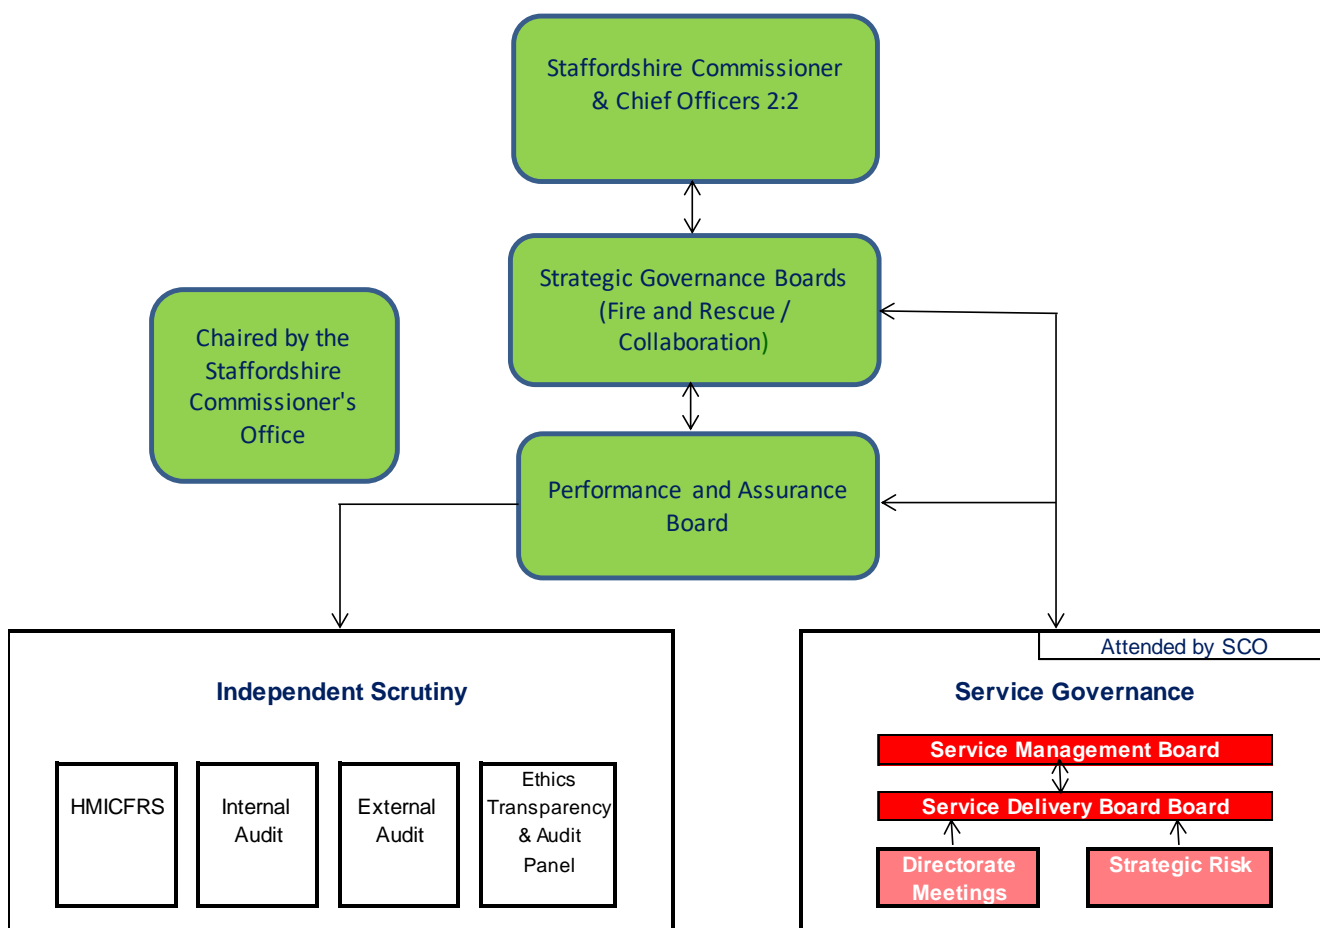 Staffordshire Commissioner
& Chief Officers 2:2
Strategic Governance Boards
(Fire and Rescue /
Collaboration)
Chaired by the
Staffordshire
Commissioner's
Office
Performance and Assurance
Board
Independent Scrutiny
HMICFRS
Internal
Audit
External
Audit
Ethics
Transparency
& Audit
Panel
Attended by SCO
Service Governance
Service Management Board
Service Delivery Board Board
Directorate
Meetings
Strategic Risk